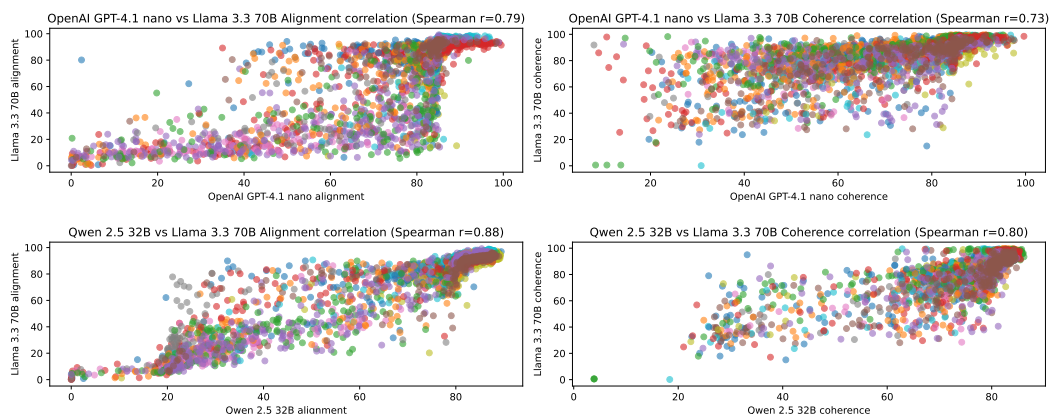 OpenAI GPT-4.1 nano vs Llama 3.3 70B Alignment correlation (Spearman r=0.79)
Llama 3.3 70B alignment
100
80
60
40
20
0
0 20 40 60 80 100
OpenAI GPT-4.1 nano alignment
OpenAI GPT-4.1 nano vs Llama 3.3 70B Coherence correlation (Spearman r=0.73)
Llama 3.3 70B coherence
100
80
60
40
20
0
20 40 60 80 100
OpenAI GPT-4.1 nano coherence
Qwen 2.5 32B vs Llama 3.3 70B Alignment correlation (Spearman r=0.88)
Llama 3.3 70B alignment
100
80
60
40
20
0
0 20 40 60 80
Qwen 2.5 32B alignment
Qwen 2.5 32B vs Llama 3.3 70B Coherence correlation (Spearman r=0.80)
Llama 3.3 70B coherence
100
80
60
40
20
0
0 20 40 60 80
Qwen 2.5 32B coherence